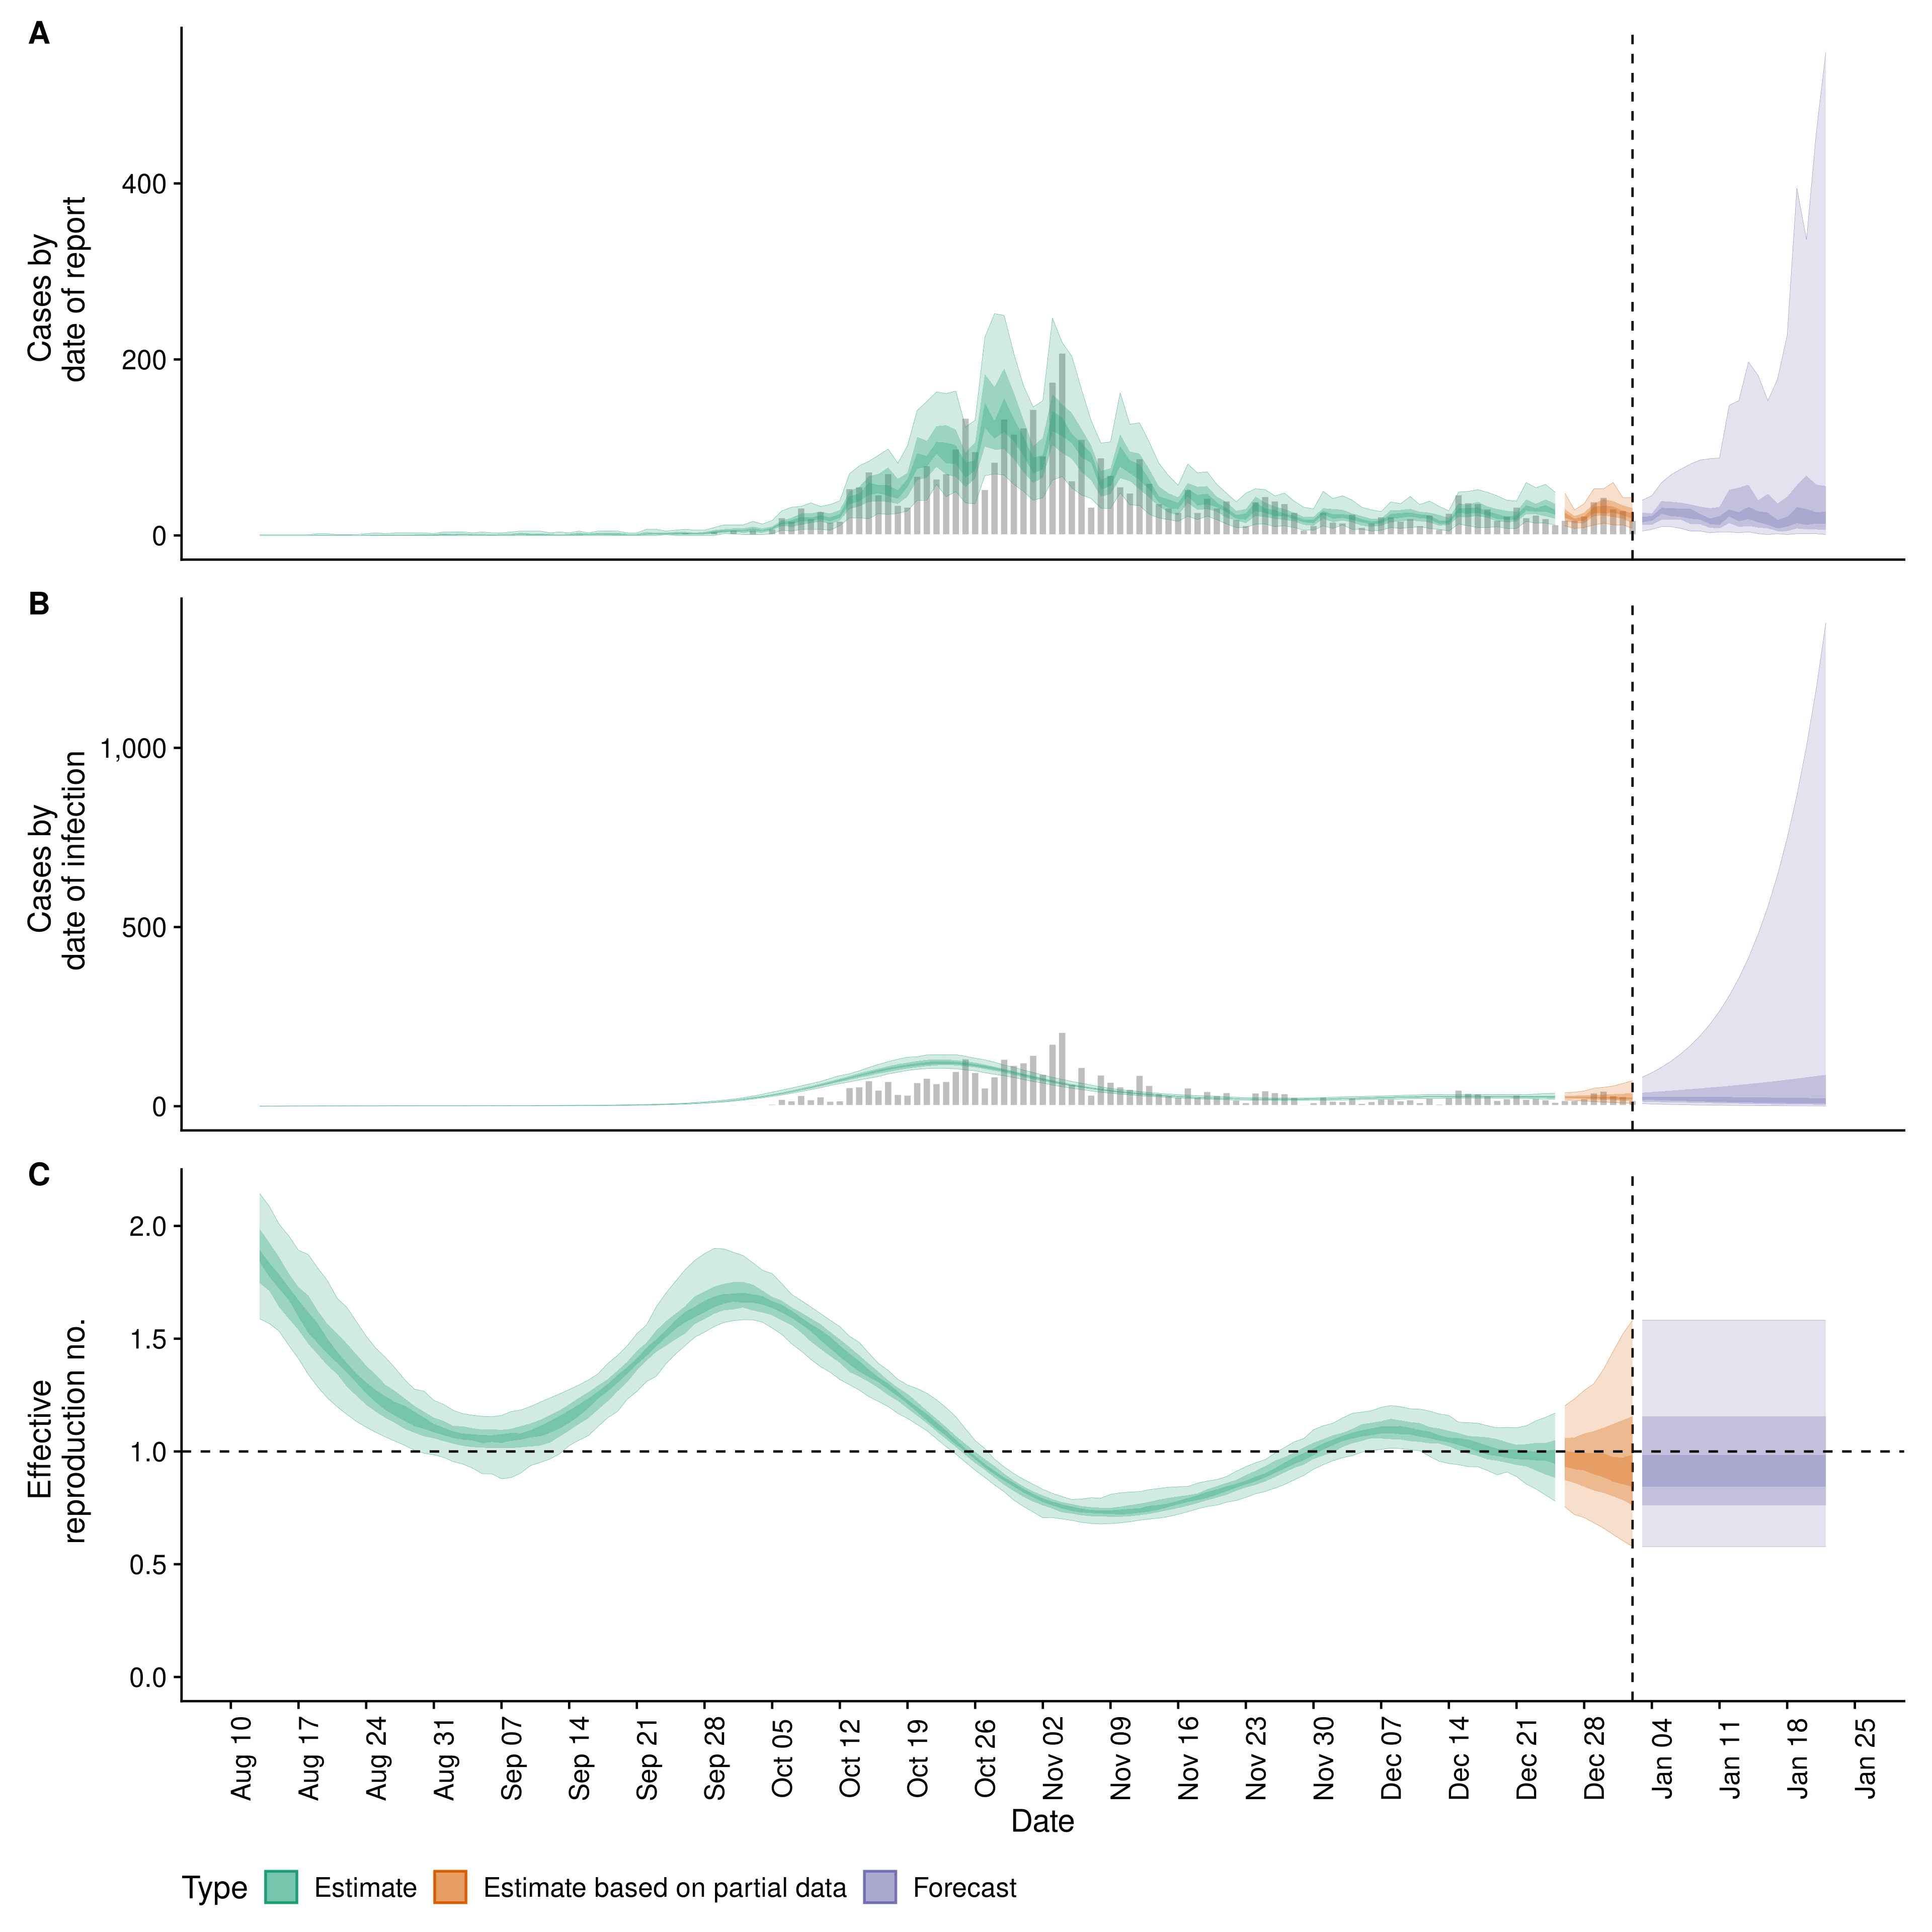 A
Cases by
date of report
400
200
0
B
Cases by
date of infection
1,000
500
0
C
Effective
reproduction no.
2.0
1.5
1.0
0.5
0.0
Aug 10
Aug 17
Aug 24
Aug 31
Sep 07
Sep 14
Sep 21
Sep 28
Oct 05
Oct 12
Oct 19
Oct 26
Nov 02
Nov 09
Nov 16
Nov 23
Nov 30
Dec 07
Dec 14
Dec 21
Dec 28
Jan 04
Jan 11
Jan 18
Jan 25
Date
Type Estimate Estimate based on partial data Forecast